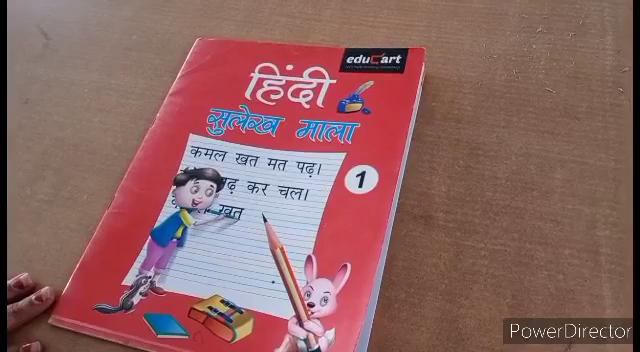 educart
हिंदी
सुलेख माला
कमल खत मत पढ़।
कर चल।
खत
1
PowerDirector